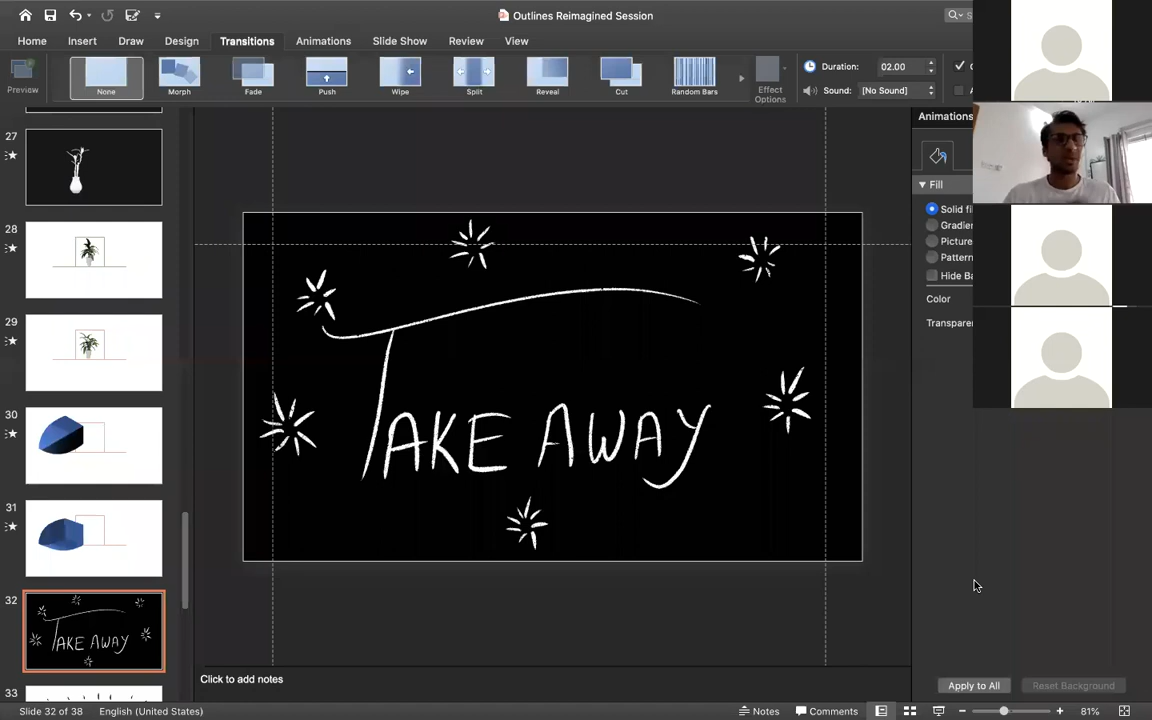 Outlines Reimagined Session
Home Insert Draw Design Transitions Animations Slide Show Review View
Preview None Morph Fade Push Wipe Split Reveal Cut Random Bars Effect Options
Duration: 02.00
Sound: [No Sound]
Animations
Fill
Solid
Gradie
Picture
Pattern
Hide Ba
Color
Transpare
27
28
29
30
31
32
TAKE AWAY
33
TAKE AWAY
Click to add notes
Apply to All Reset Background
Slide 32 of 38 English (United States) Notes Comments 81%